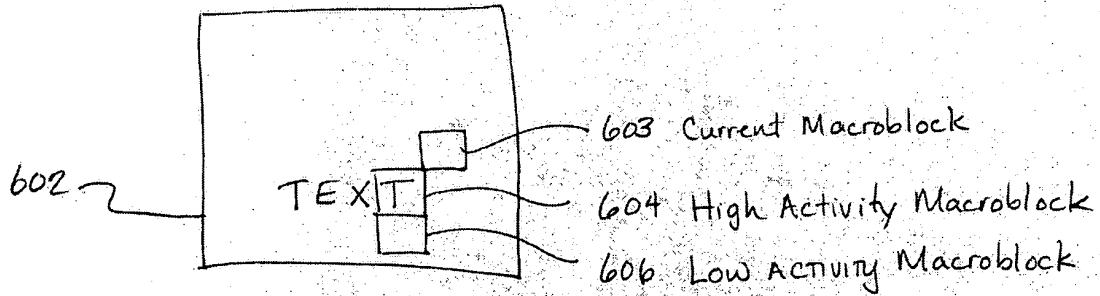 603 Current Macroblock
602
TEXT
604 High Activity Macroblock
606 Low Activity Macroblock